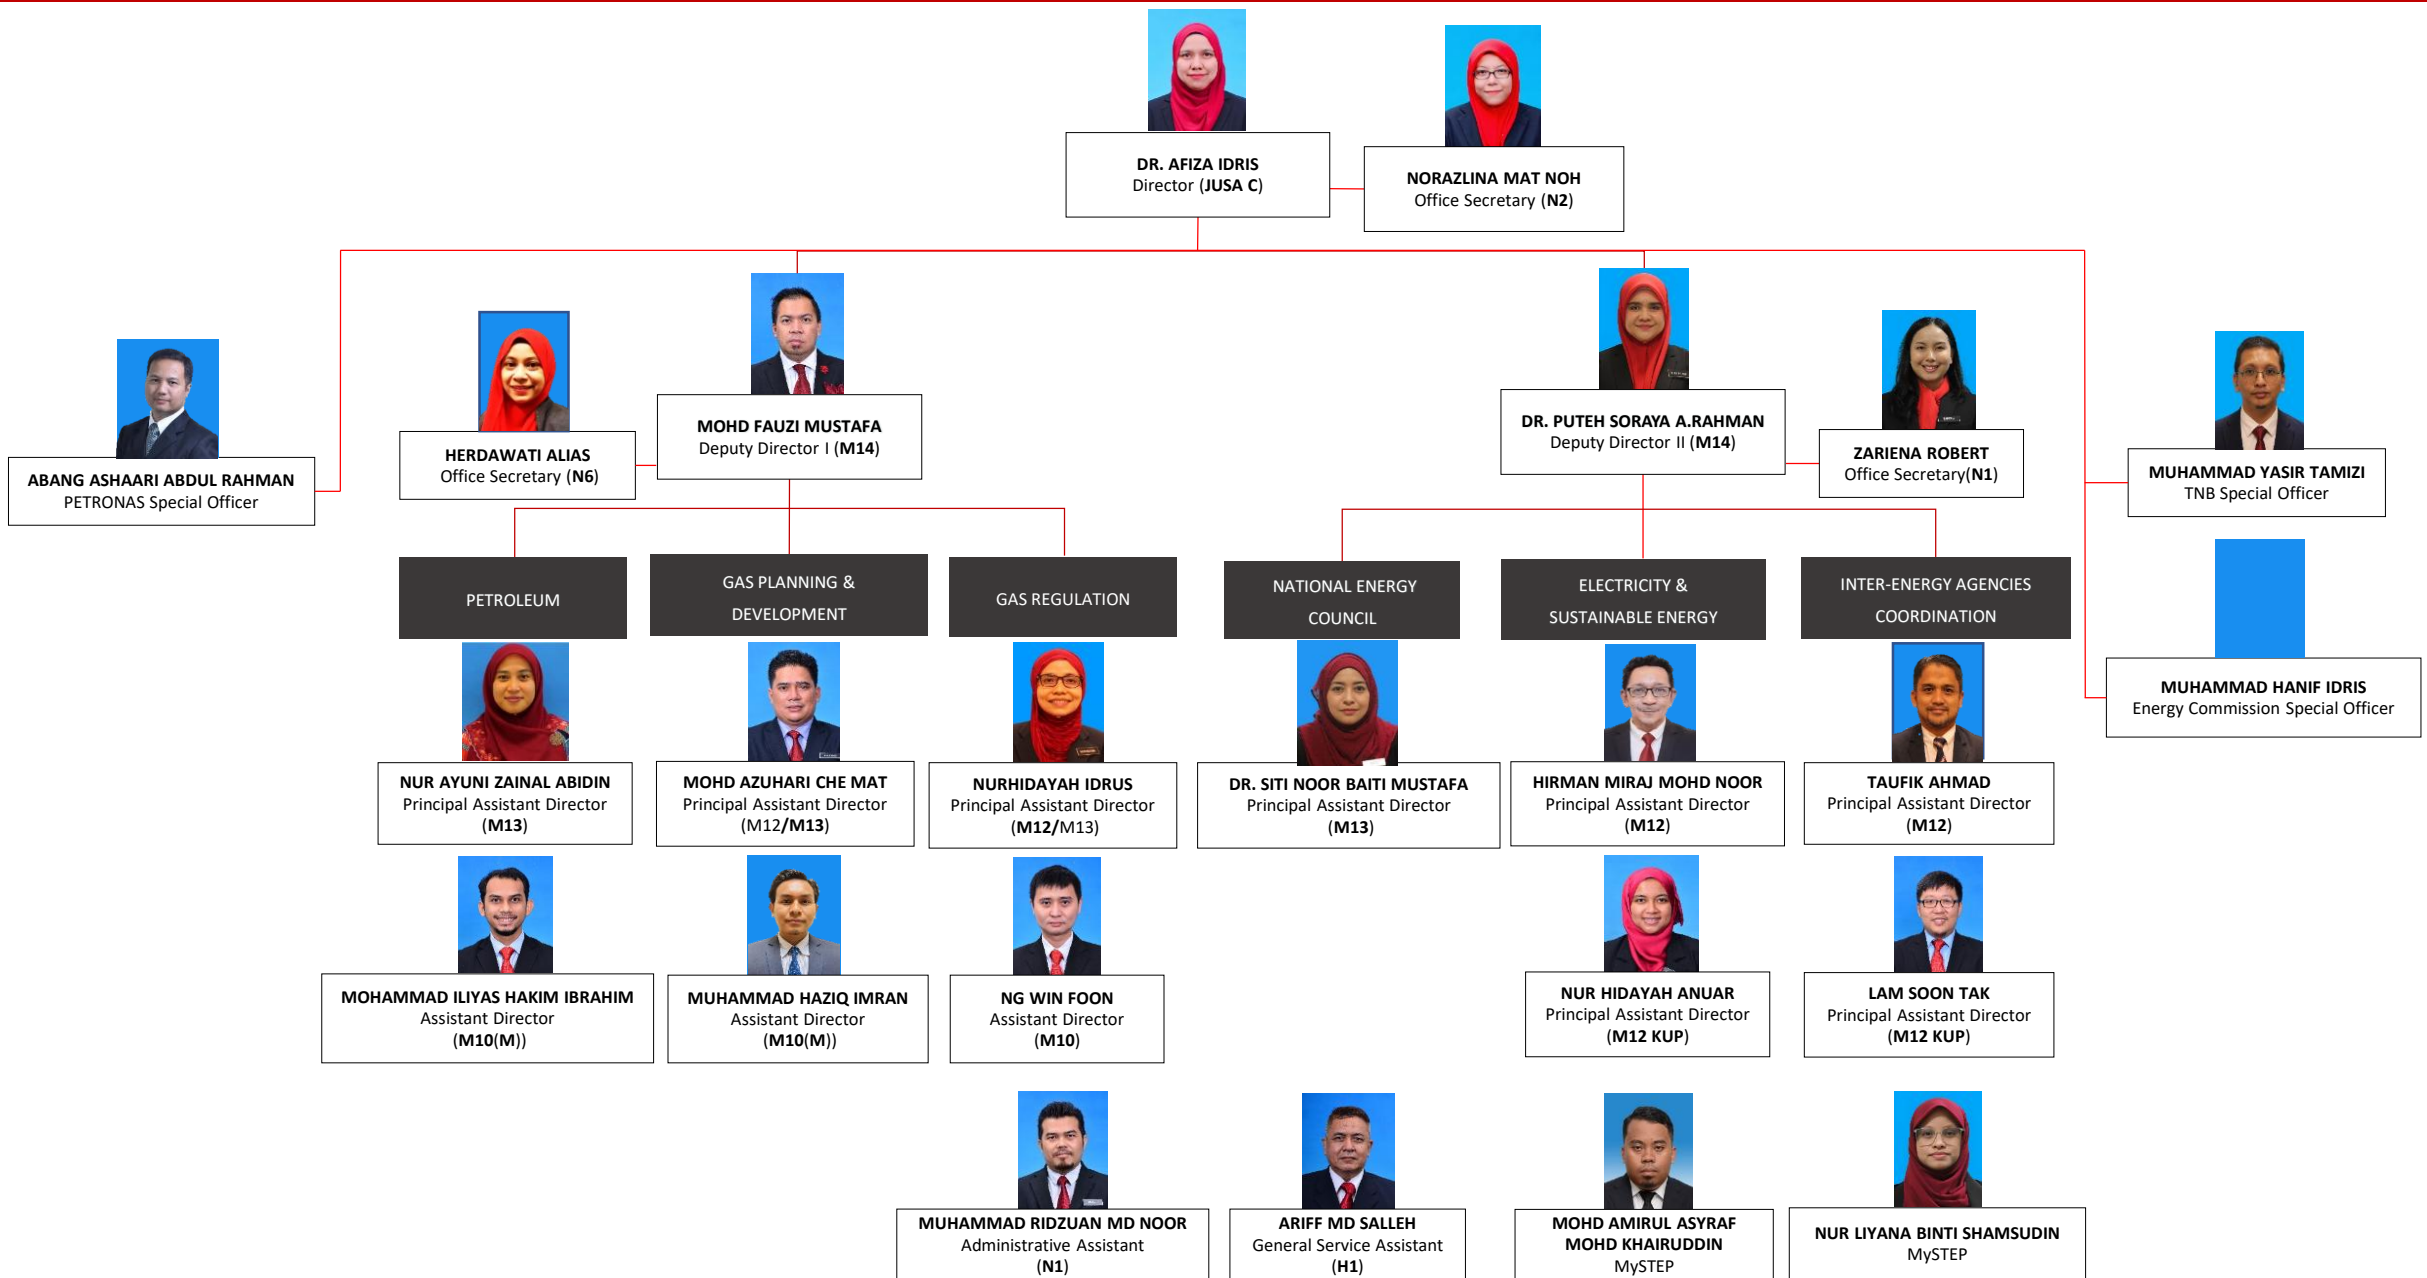 DR. AFIZA IDRIS
Director (JUSA C)
NORAZLINA MAT NOH
Office Secretary (N2)
ABANG ASHAARI ABDUL RAHMAN
PETRONAS Special Officer
HERDAWATI ALIAS
Office Secretary (N6)
MOHD FAUZI MUSTAFA
Deputy Director I (M14)
DR. PUTEH SORAYA A.RAHMAN
Deputy Director II (M14)
ZARIENA ROBERT
Office Secretary(N1)
MUHAMMAD YASIR TAMIZI
TNB Special Officer
MUHAMMAD HANIF IDRIS
Energy Commission Special Officer
PETROLEUM
GAS PLANNING &
DEVELOPMENT
GAS REGULATION
NATIONAL ENERGY
COUNCIL
ELECTRICITY &
SUSTAINABLE ENERGY
INTER-ENERGY AGENCIES
COORDINATION
NUR AYUNI ZAINAL ABIDIN
Principal Assistant Director
(M13)
MOHD AZUHARI CHE MAT
Principal Assistant Director
(M12/M13)
NURHIDAYAH IDRUS
Principal Assistant Director
(M12/M13)
DR. SITI NOOR BAITI MUSTAFA
Principal Assistant Director
(M13)
HIRMAN MIRAJ MOHD NOOR
Principal Assistant Director
(M12)
TAUFIK AHMAD
Principal Assistant Director
(M12)
MOHAMMAD ILIYAS HAKIM IBRAHIM
Assistant Director
(M10(M))
MUHAMMAD HAZIQ IMRAN
Assistant Director
(M10(M))
NG WIN FOON
Assistant Director
(M10)
NUR HIDAYAH ANUAR
Principal Assistant Director
(M12 KUP)
LAM SOON TAK
Principal Assistant Director
(M12 KUP)
MUHAMMAD RIDZUAN MD NOOR
Administrative Assistant
(N1)
ARIFF MD SALLEH
General Service Assistant
(H1)
MOHD AMIRUL ASYRAF
MOHD KHAIRUDDIN
MySTEP
NUR LIYANA BINTI SHAMSUDIN
MySTEP